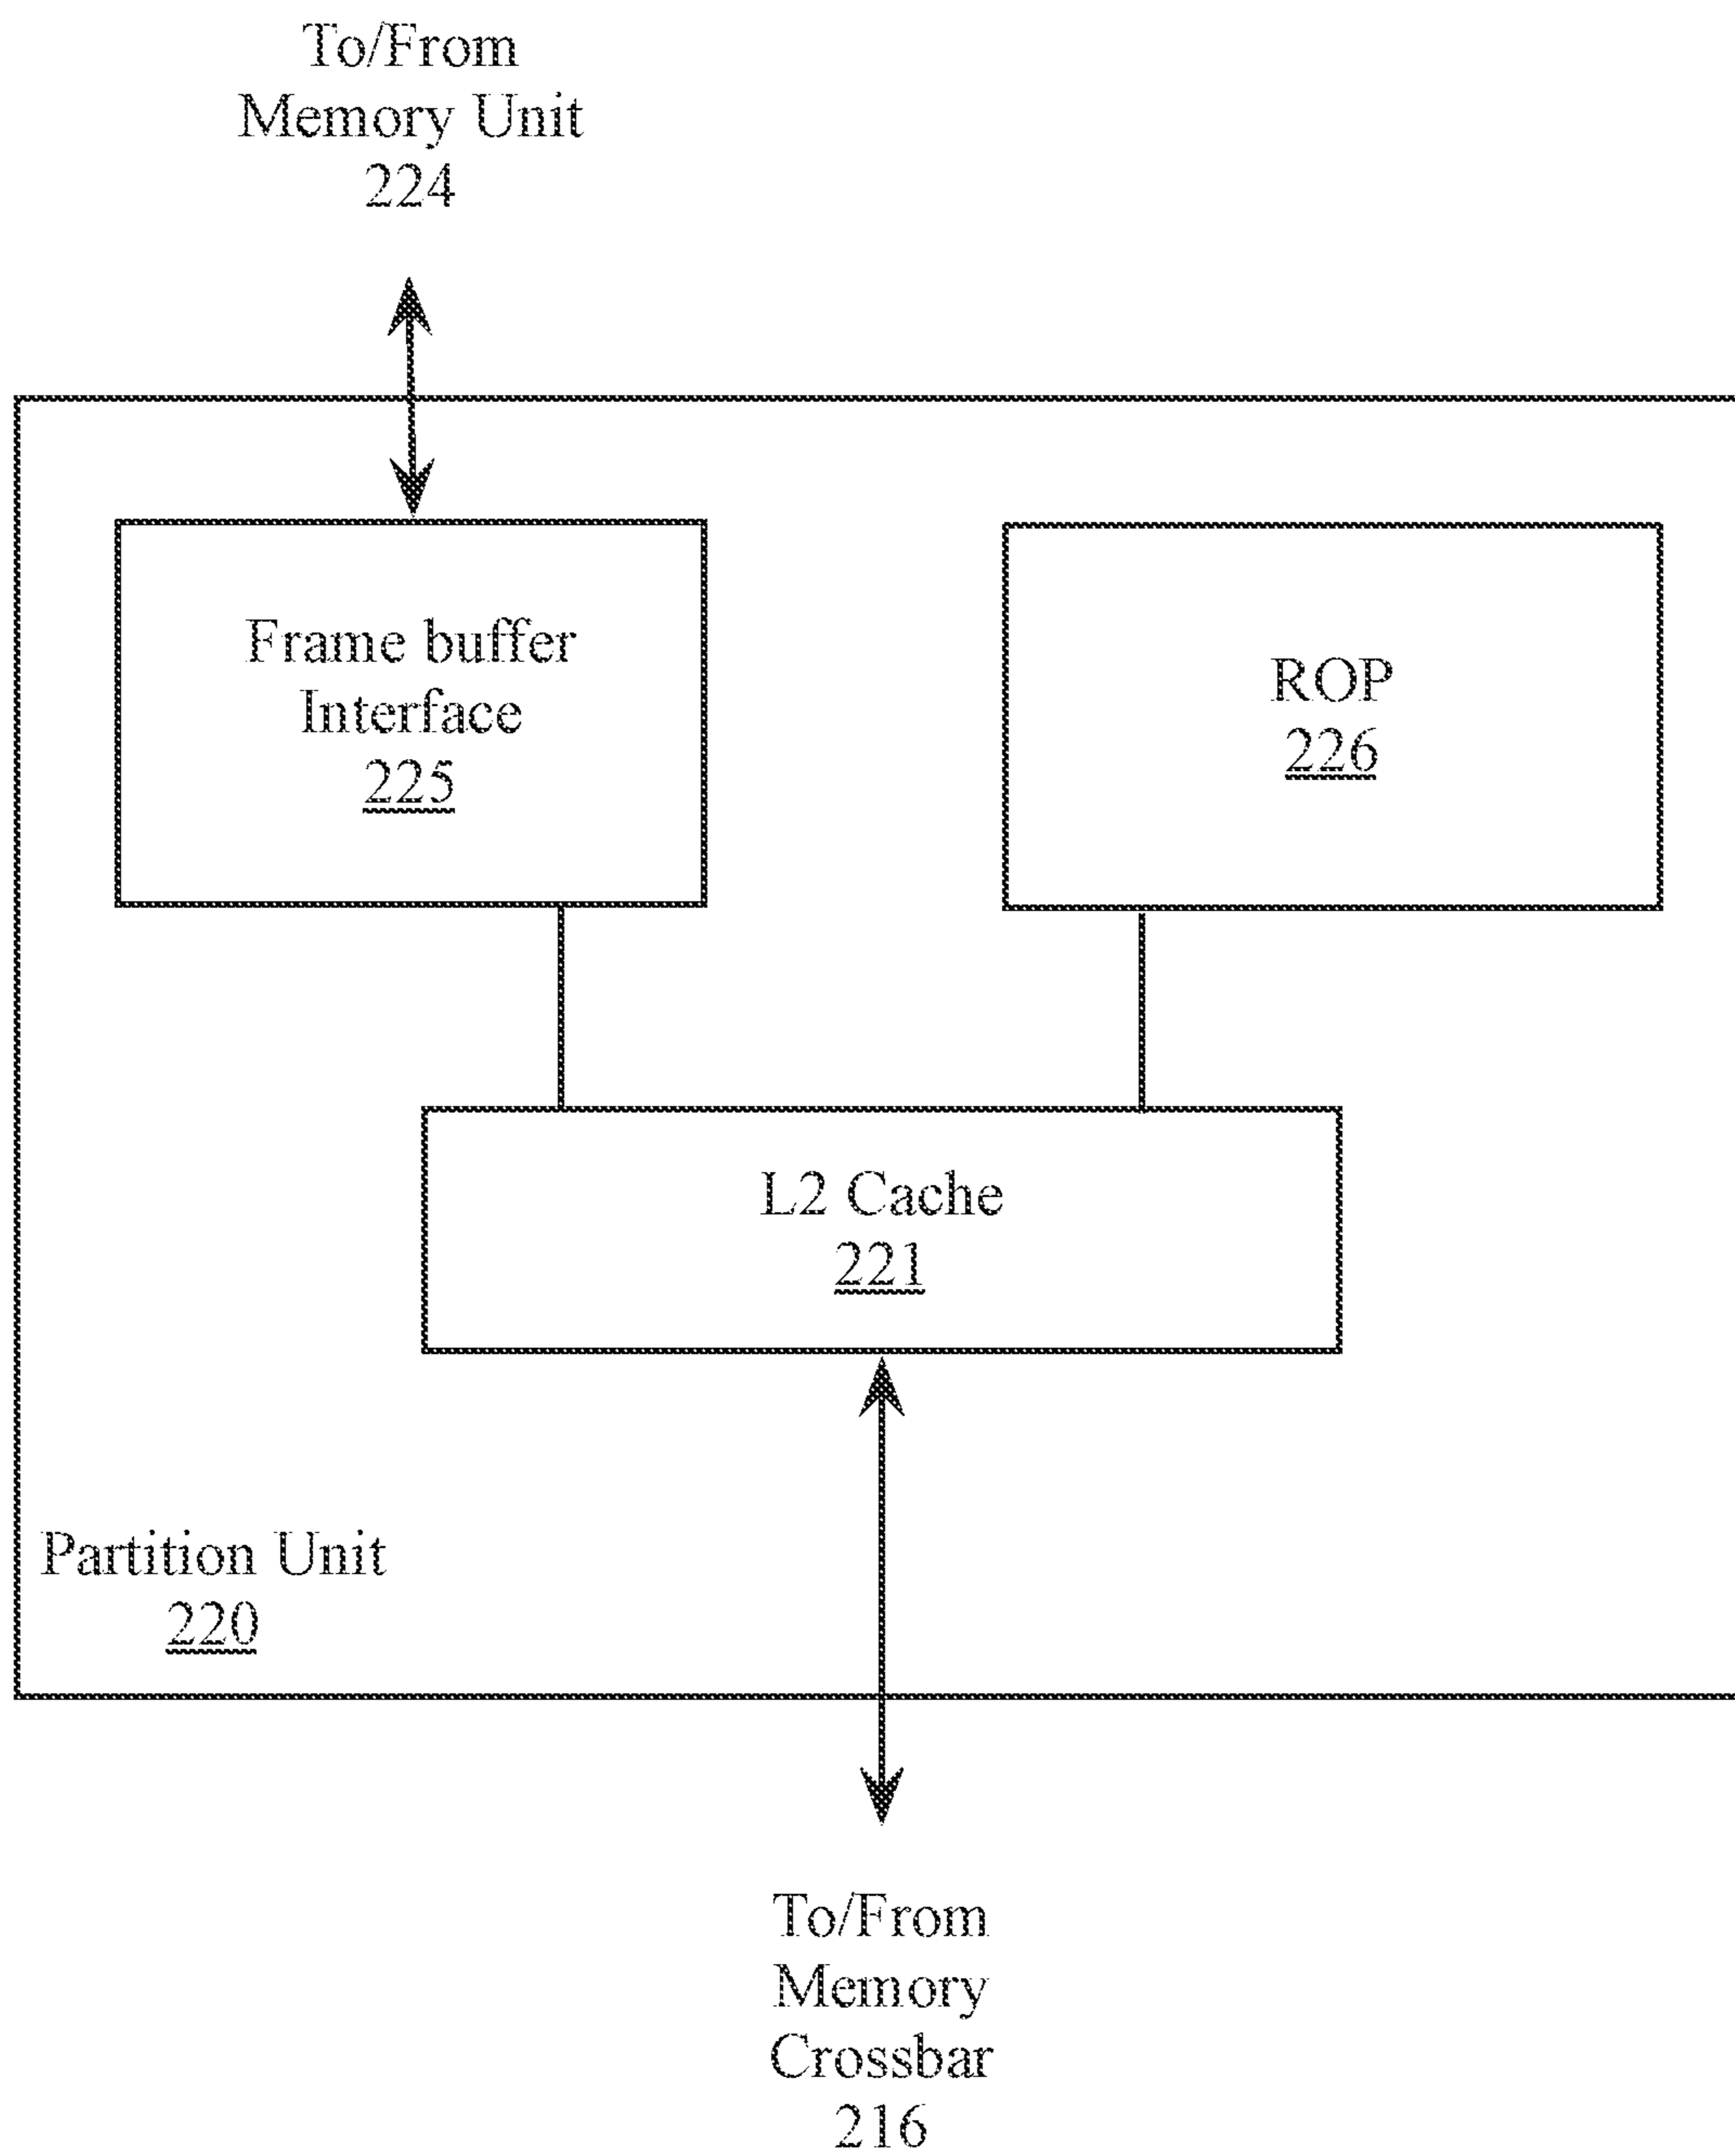 To/From
Memory Unit
224
Frame buffer
Interface
225
ROP
226
L2 Cache
221
Partition Unit
220
To/From
Memory
Crossbar
216